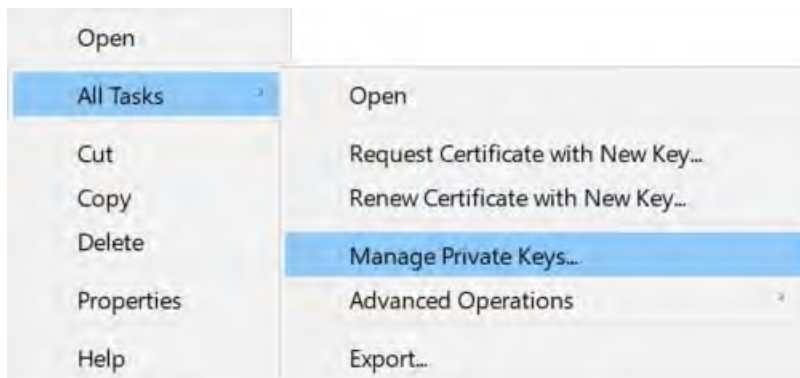 Open
All Tasks
Cut
Copy
Delete
Properties
Help
Open
Request Certificate with New Key...
Renew Certificate with New Key...
Manage Private Keys...
Advanced Operations
Export...